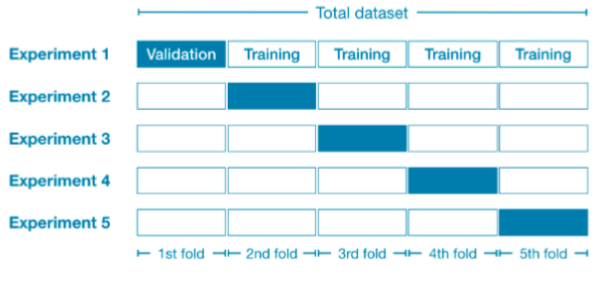 Total dataset
Experiment 1 Validation Training Training Training Training
Experiment 2
Experiment 3
Experiment 4
Experiment 5
1st fold 2nd fold 3rd fold 4th fold 5th fold